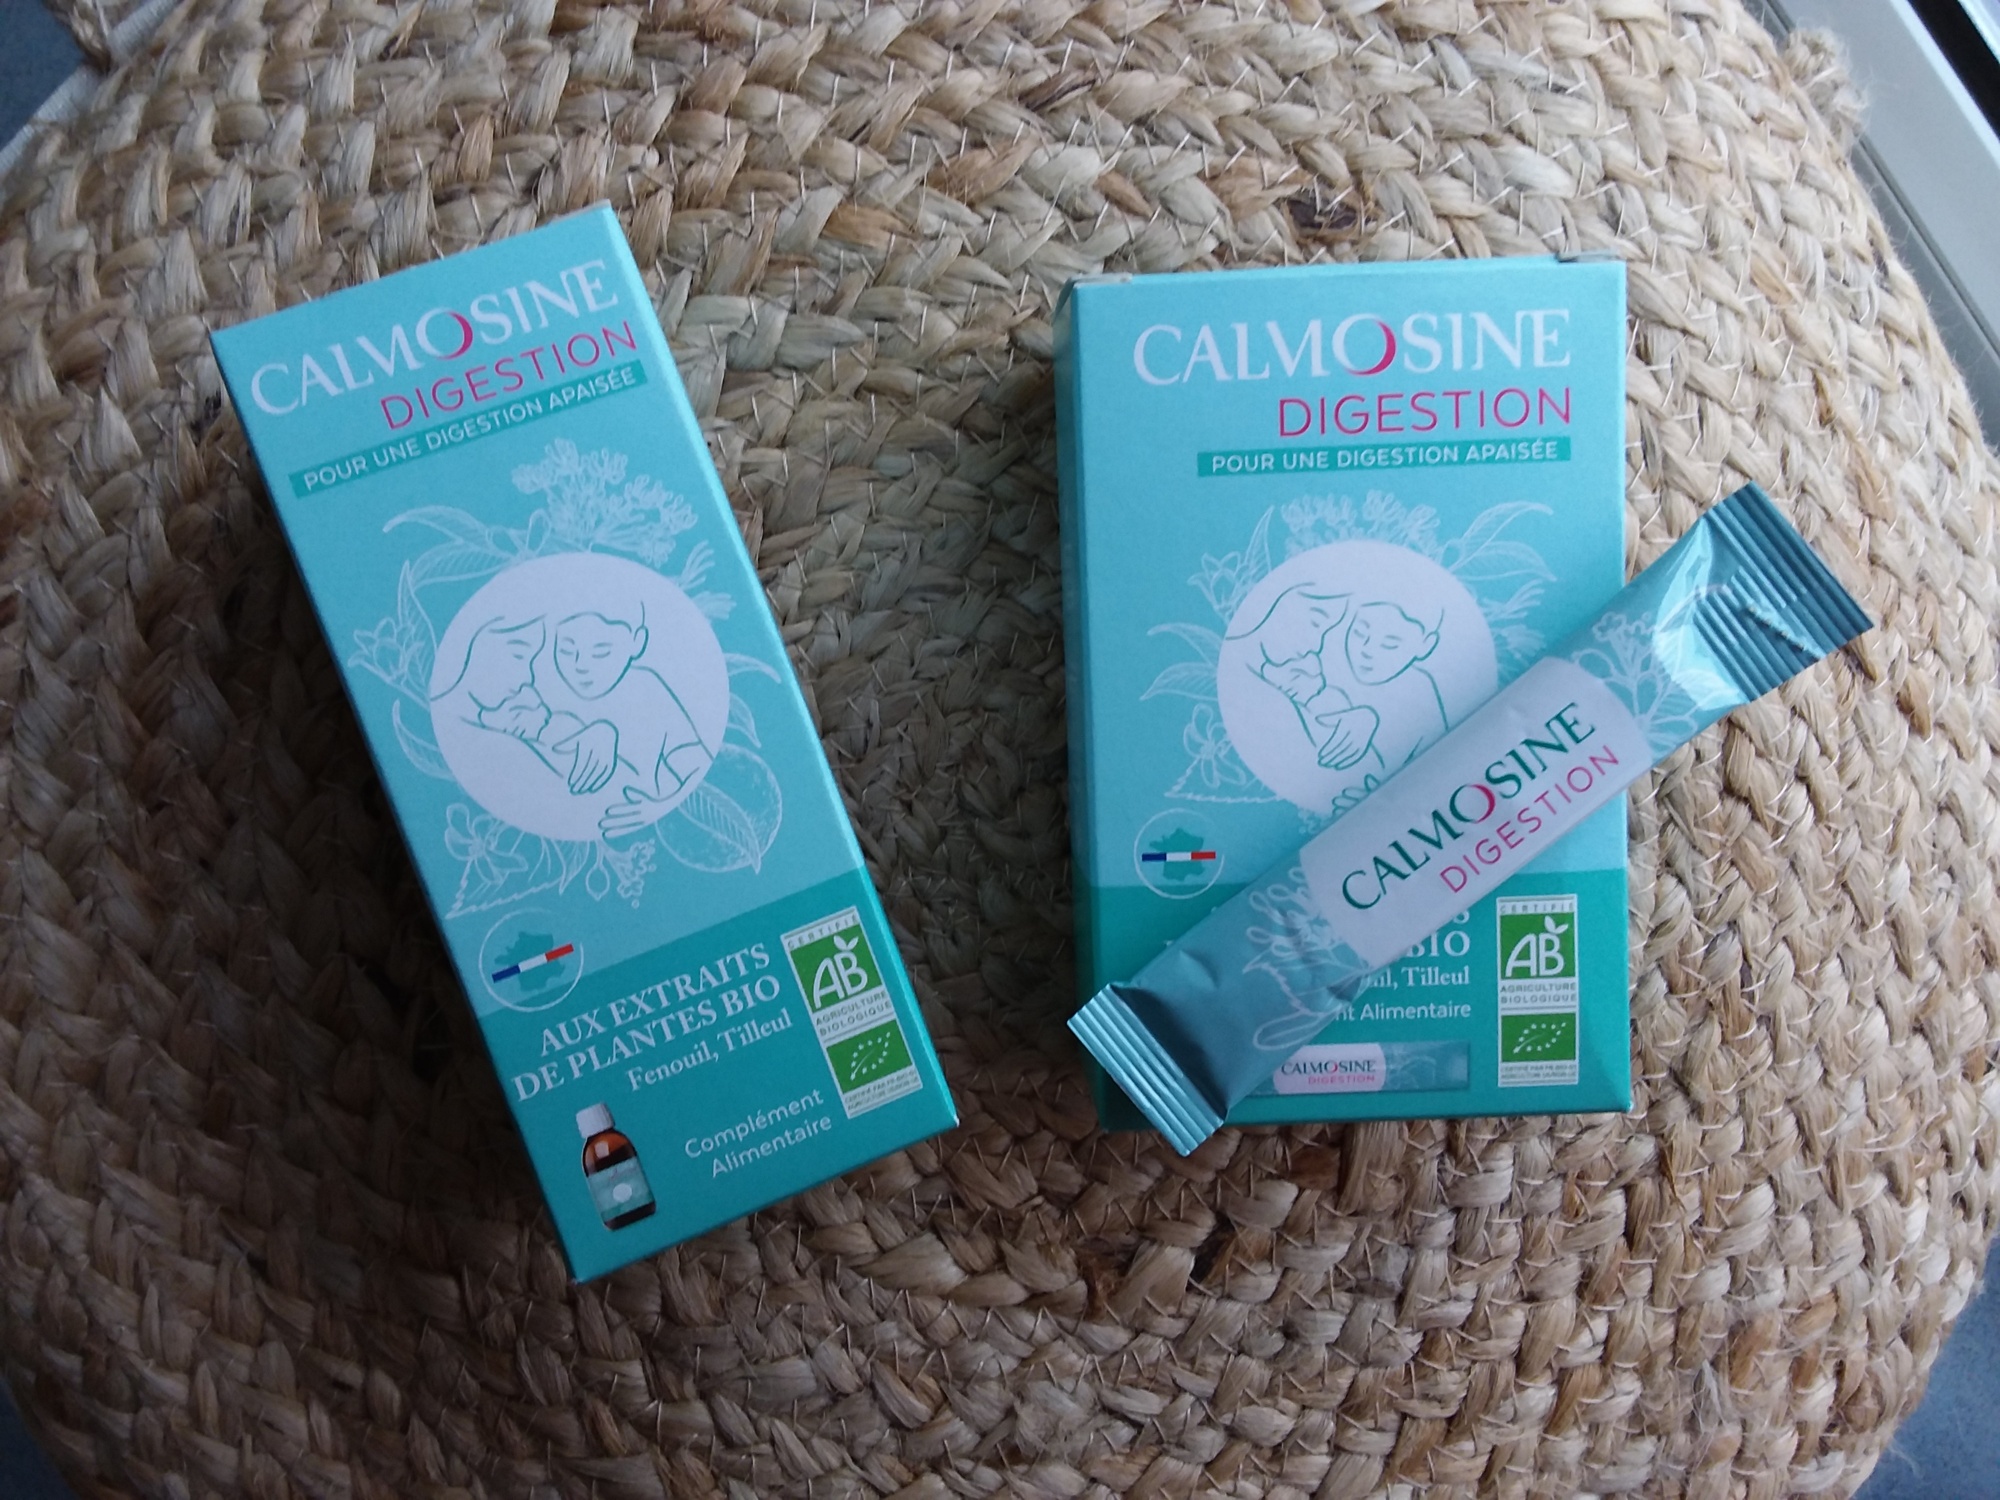 CALMOSINE
DIGESTION
POUR UNE DIGESTION APAISÉE
AUX EXTRAITS
DE PLANTES BIO
Fenouil, Tilleul
Complément
Alimentaire
CERTIFIÉ
AB
AGRICULTURE
BIOLOGIQUE
CALMOSINE
DIGESTION
POUR UNE DIGESTION APAISÉE
BIO
Tilleul
Alimentaire
CALMOSINE
DIGESTION
CERTIFIÉ
AB
AGRICULTURE
BIOLOGIQUE
CALMOSINE
DIGESTION